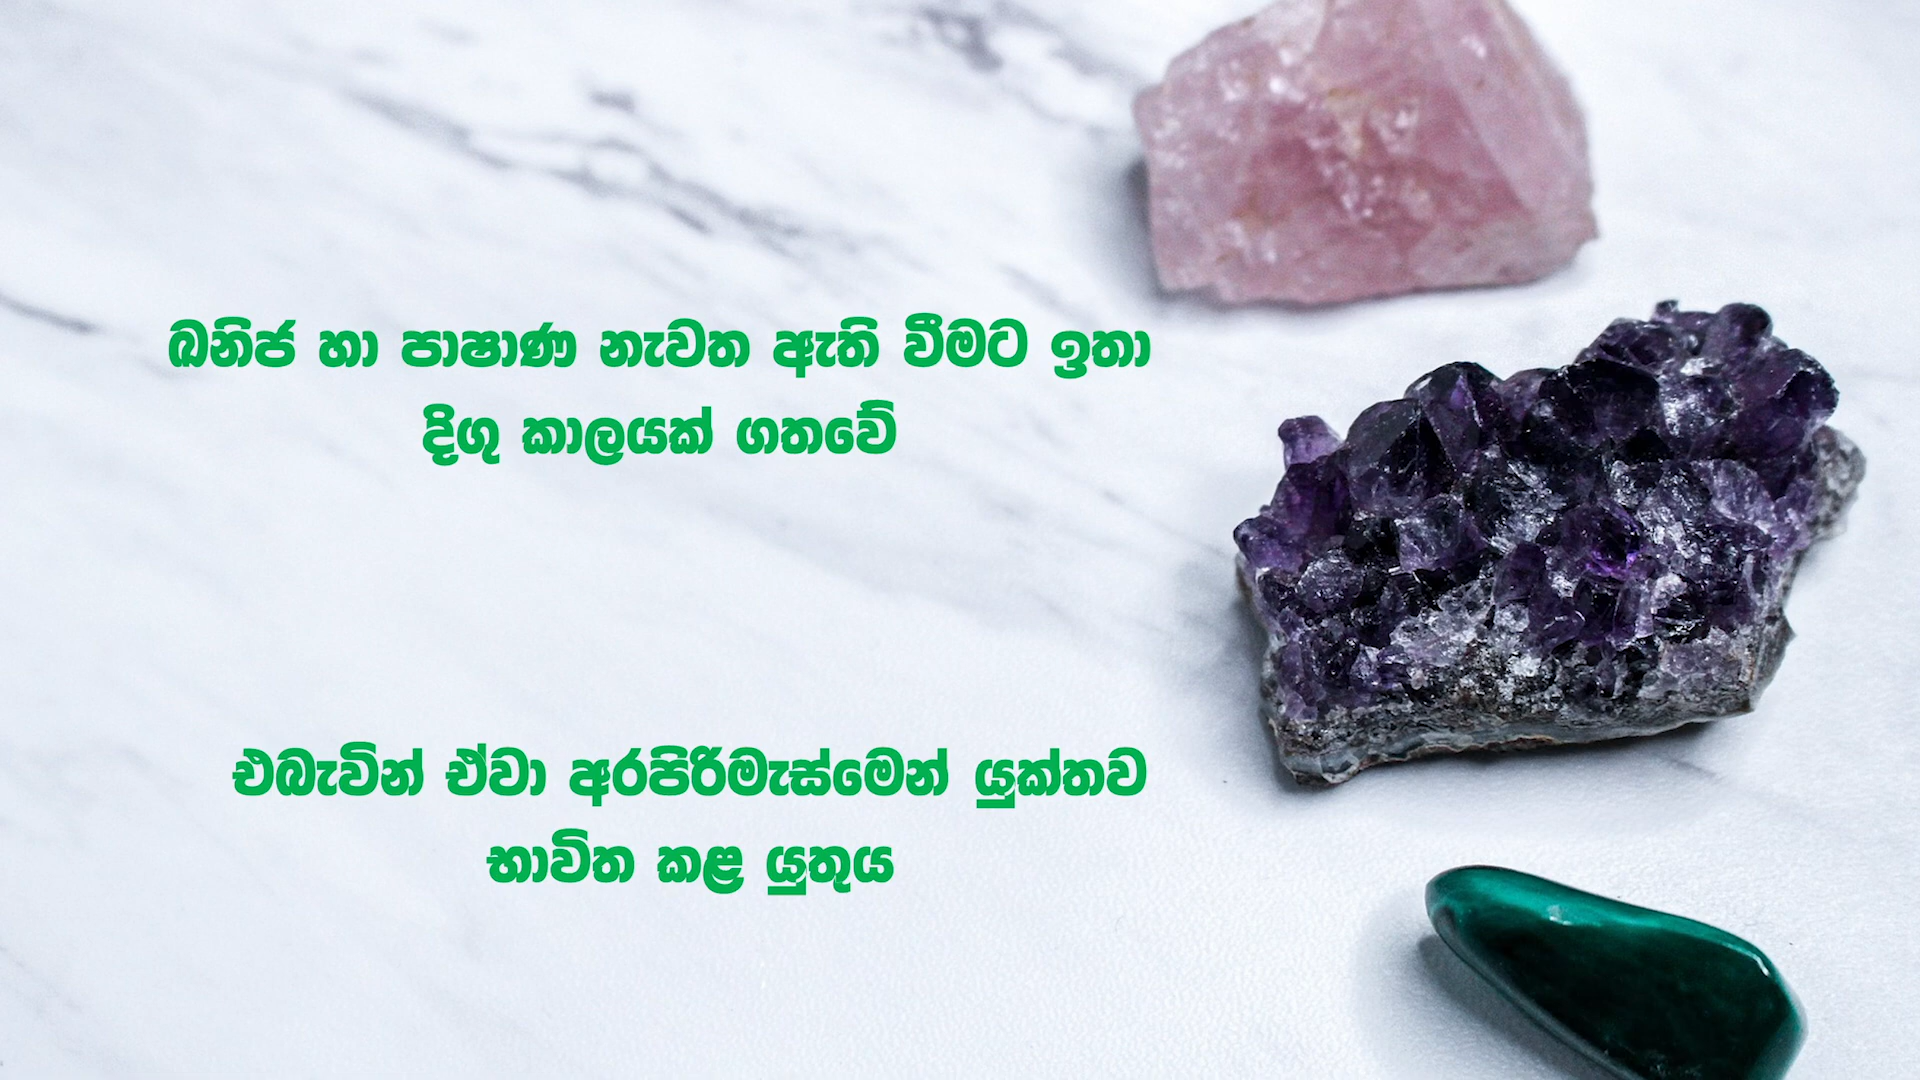 ඛනිජ හා පාෂාණ නැවත ඇති වීමට ඉතා
දිගු කාලයක් ගතවේ
එබැවින් ඒවා අරපිරිමැස්මෙන් යුක්තව
භාවිත කළ යුතුය